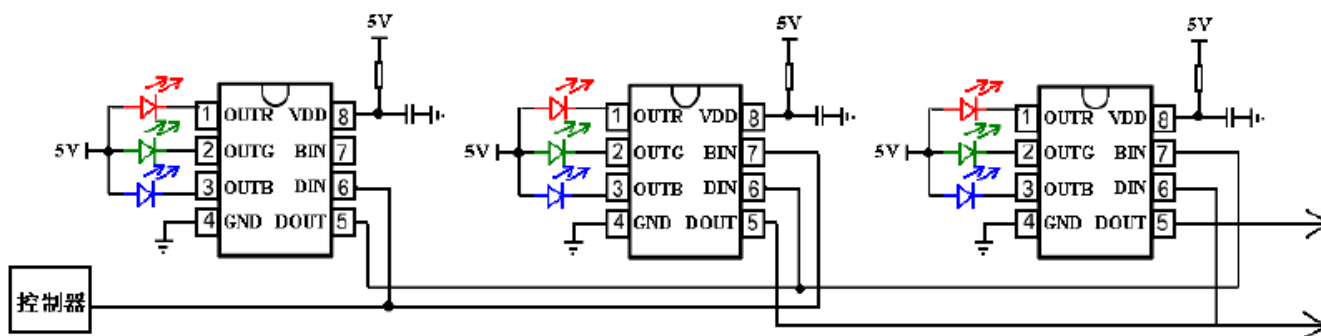 5V
5V
5V
1 OUTR VDD 8
2 OUTG BIN 7
3 OUTB DIN 6
4 GND DOUT 5
5V
1 OUTR VDD 8
2 OUTG BIN 7
3 OUTB DIN 6
4 GND DOUT 5
5V
1 OUTR VDD 8
2 OUTG BIN 7
3 OUTB DIN 6
4 GND DOUT 5
5V
控制器